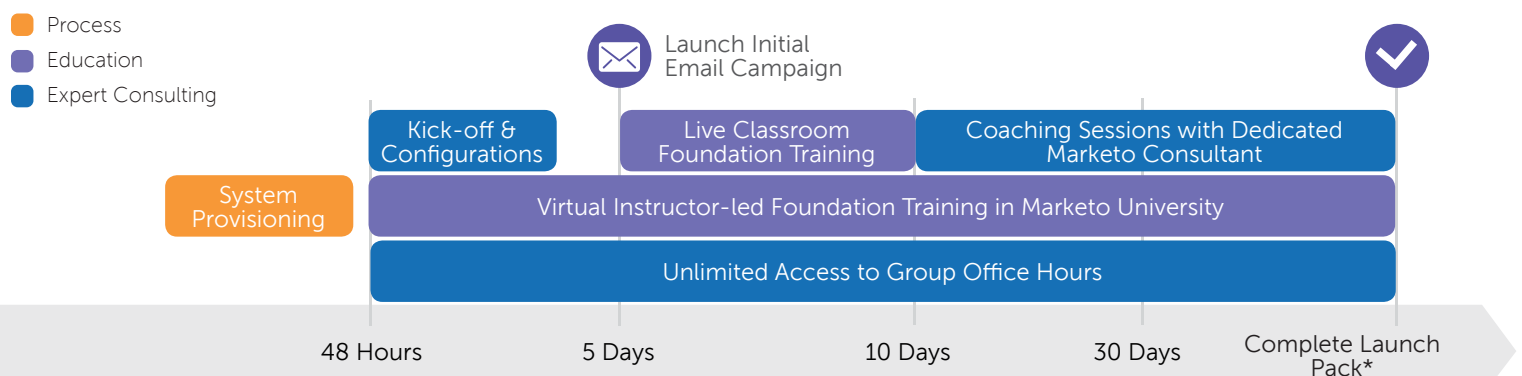 Process
Education
Expert Consulting
Launch Initial
Email Campaign
Kick-off &
Configurations
Live Classroom
Foundation Training
Coaching Sessions with Dedicated
Marketo Consultant
System
Provisioning
Virtual Instructor-led Foundation Training in Marketo University
Unlimited Access to Group Office Hours
48 Hours
5 Days
10 Days
30 Days
Complete Launch
Pack*